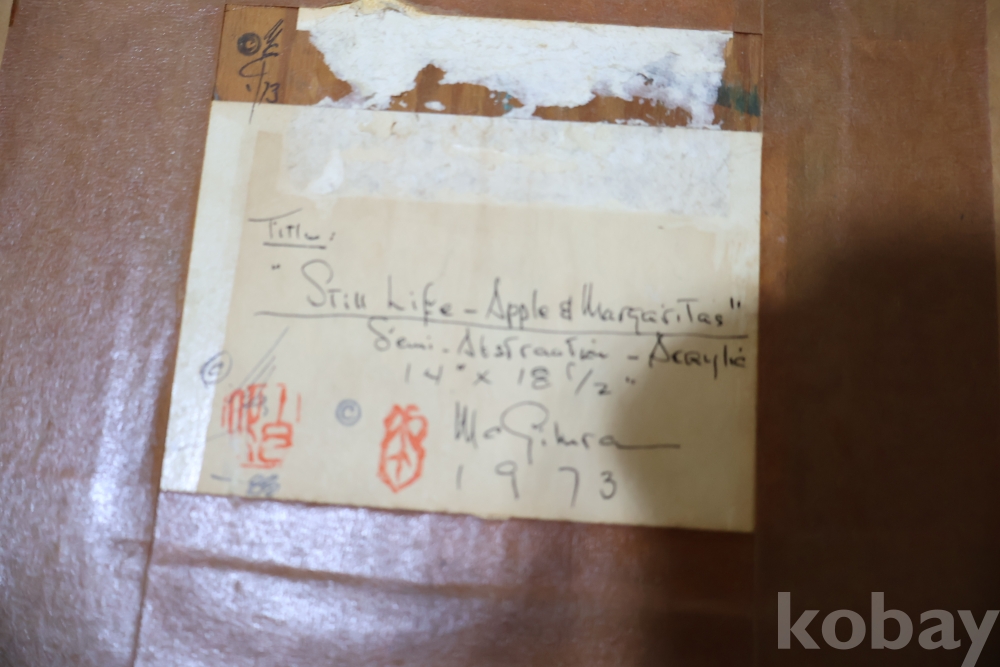 Title:
"Still Life - Apple & Margaritas"
Semi-Abstraction - Acrylic
14" x 18 1/2"
©
©
1973
kobay